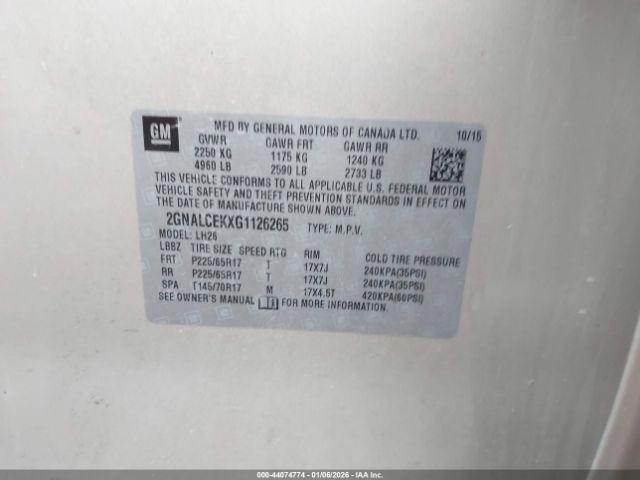 GM
MFD BY GENERAL MOTORS OF CANADA LTD. 10/15
GVWR GAWR FRT GAWR RR
2250 KG 1175 KG 1240 KG
4960 LB 2590 LB 2733 LB
THIS VEHICLE CONFORMS TO ALL APPLICABLE U.S. FEDERAL MOTOR
VEHICLE SAFETY AND THEFT PREVENTION STANDARDS IN EFFECT ON
THE DATE OF MANUFACTURE SHOWN ABOVE.
2GNALCEKXG1126265 TYPE: M.P.V.
MODEL: LH26
LBBZ TIRE SIZE SPEED RTG RIM COLD TIRE PRESSURE
FRT P225/65R17 T 17X7J 240KPA(35PSI)
RR P225/65R17 T 17X7J 240KPA(35PSI)
SPA T145/70R17 M 17X4.5T 420KPA(60PSI)
SEE OWNER'S MANUAL FOR MORE INFORMATION.
000-44074774 | 01/06/2026 - IAA Inc.